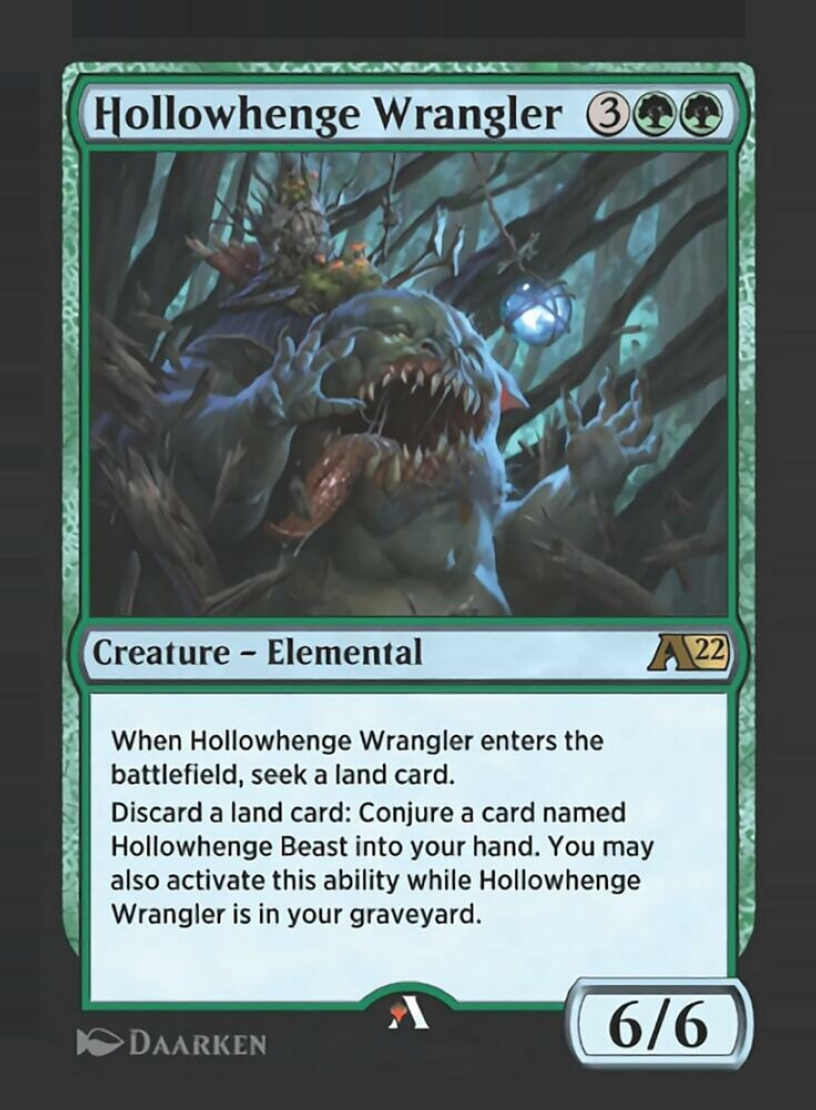 Hollowhenge Wrangler 3
Creature – Elemental
A22
When Hollowhenge Wrangler enters the
battlefield, seek a land card.
Discard a land card: Conjure a card named
Hollowhenge Beast into your hand. You may
also activate this ability while Hollowhenge
Wrangler is in your graveyard.
6/6
DAARKEN